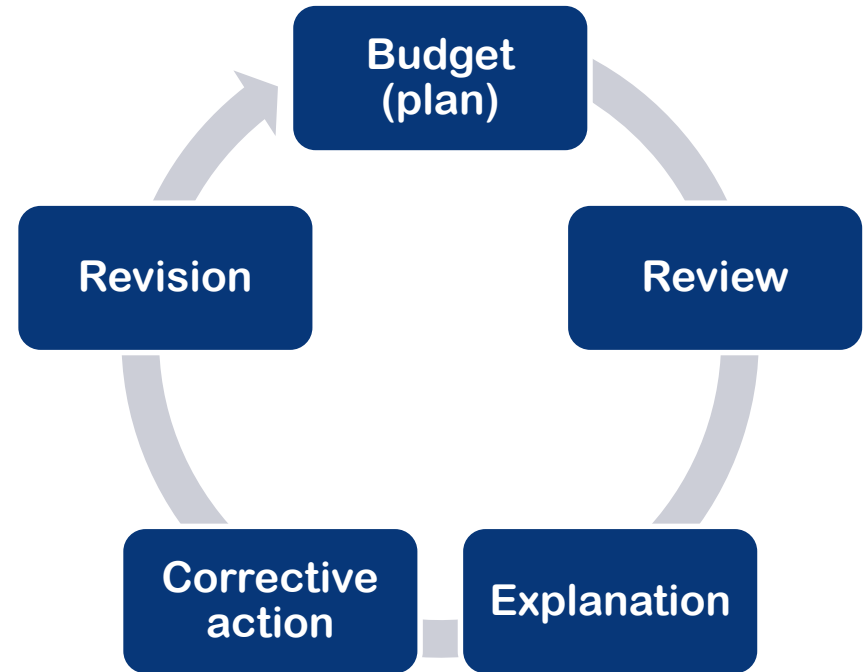 Budget
(plan)
Review
Explanation
Corrective
action
Revision